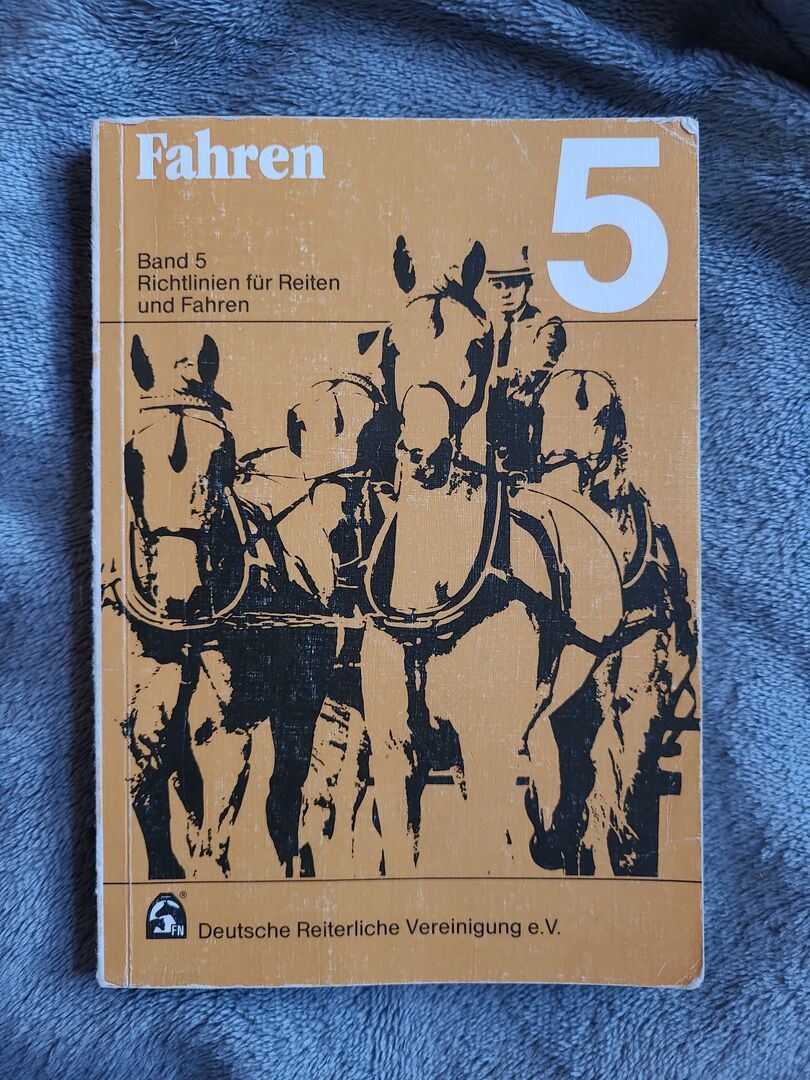 Fahren
5
Band 5
Richtlinien für Reiten
und Fahren
FN
®
Deutsche Reiterliche Vereinigung e.V.